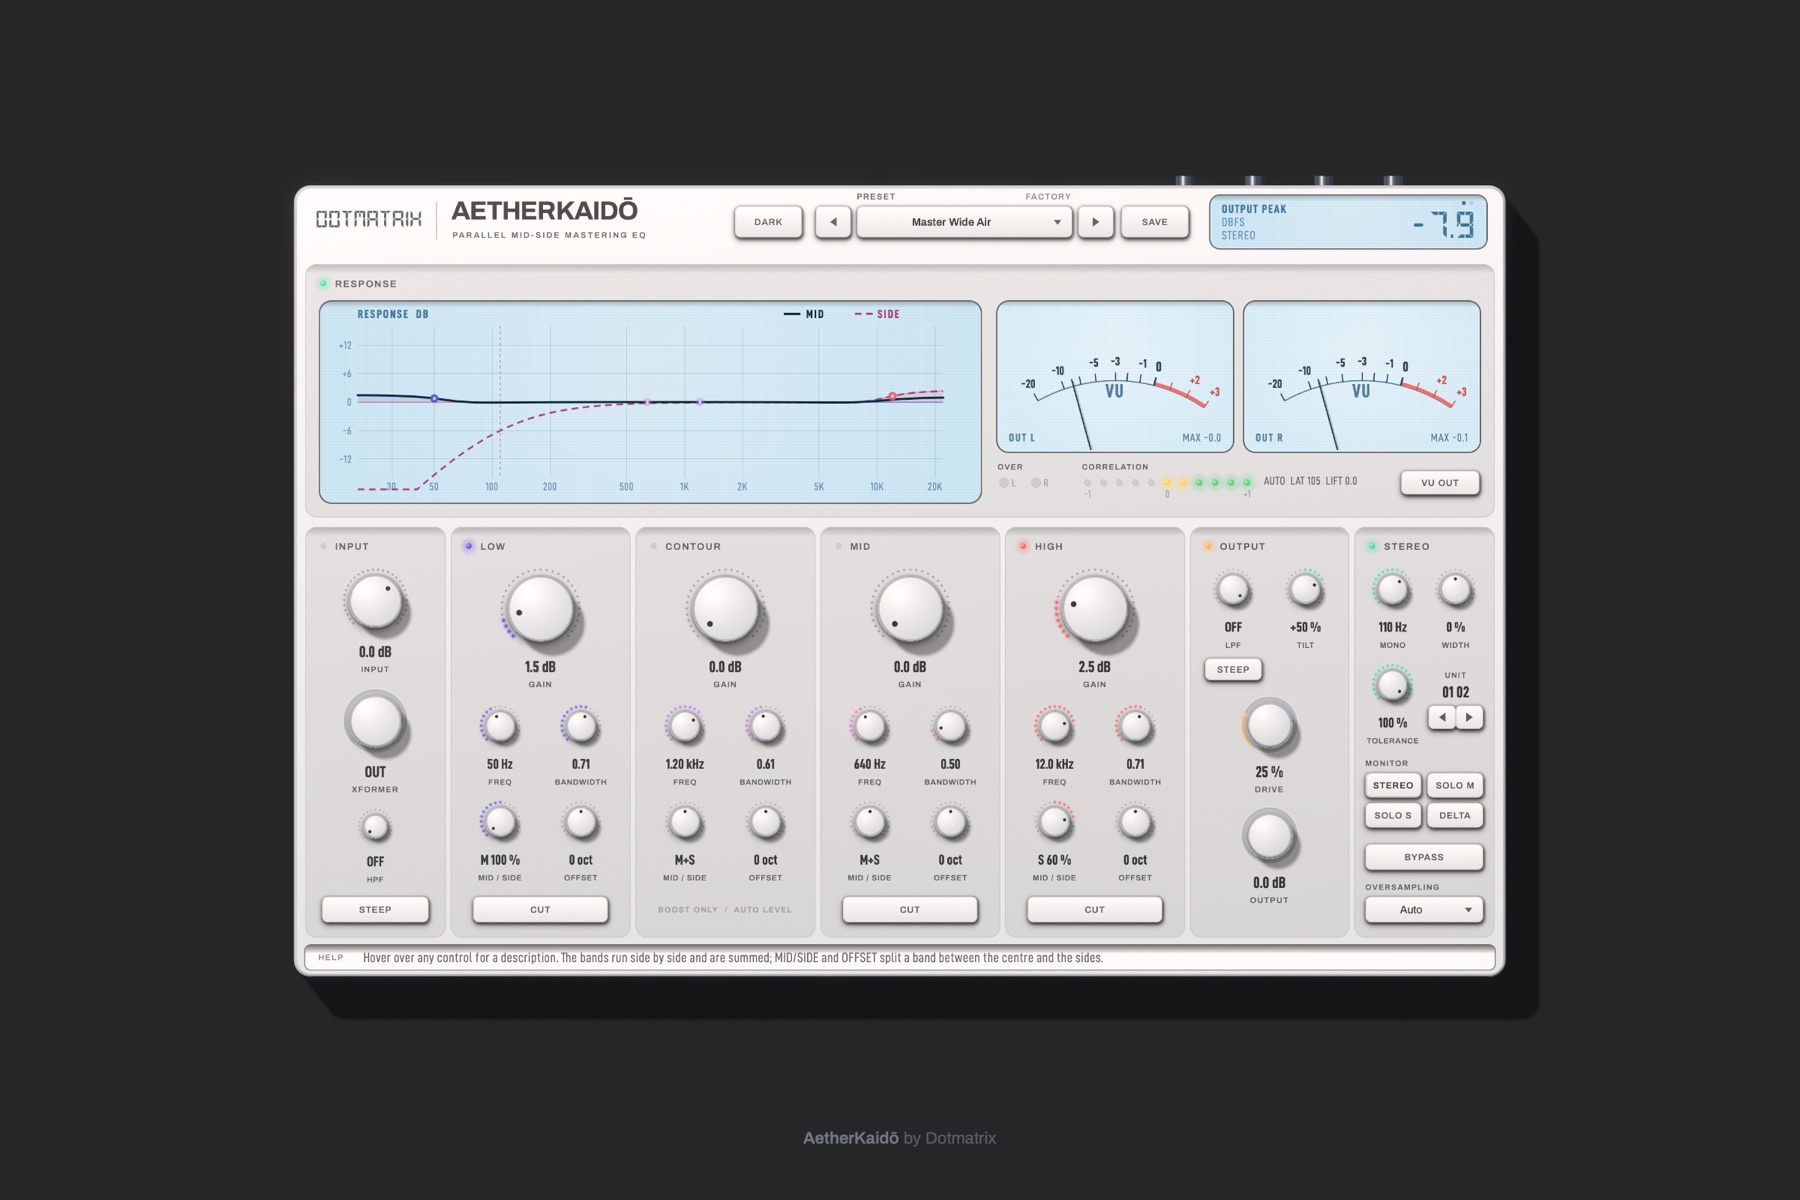 DOTMATRIX
AETHERKAIDŌ
PARALLEL MID-SIDE MASTERING EQ
DARK
PRESET
FACTORY
Master Wide Air
SAVE
OUTPUT PEAK
DBFS
STEREO
-7.9
RESPONSE
RESPONSE DB
MID
SIDE
+12
+6
0
-6
-12
20 50 100 200 500 1K 2K 5K 10K 20K
-20 -10 -5 -3 -1 0 +2 +3
VU
OUT L
MAX -0.0
-20 -10 -5 -3 -1 0 +2 +3
VU
OUT R
MAX -0.1
OVER
L R
CORRELATION
-1 0 +1
AUTO LAT 105 LIFT 0.0
VU OUT
INPUT
0.0 dB
INPUT
OUT
XFORMER
OFF
HPF
STEEP
LOW
1.5 dB
GAIN
50 Hz 0.71
FREQ BANDWIDTH
M 100 % 0 oct
MID / SIDE OFFSET
CUT
CONTOUR
0.0 dB
GAIN
1.20 kHz 0.61
FREQ BANDWIDTH
M+S 0 oct
MID / SIDE OFFSET
BOOST ONLY / AUTO LEVEL
MID
0.0 dB
GAIN
640 Hz 0.50
FREQ BANDWIDTH
M+S 0 oct
MID / SIDE OFFSET
CUT
HIGH
2.5 dB
GAIN
12.0 kHz 0.71
FREQ BANDWIDTH
S 60 % 0 oct
MID / SIDE OFFSET
CUT
OUTPUT
OFF +50 %
LPF TILT
STEEP
25 %
DRIVE
0.0 dB
OUTPUT
STEREO
110 Hz 0 %
MONO WIDTH
UNIT
01 02
100 %
TOLERANCE
MONITOR
STEREO SOLO M
SOLO S DELTA
BYPASS
OVERSAMPLING
Auto
HELP Hover over any control for a description. The bands run side by side and are summed; MID/SIDE and OFFSET split a band between the centre and the sides.
AetherKaidō by Dotmatrix